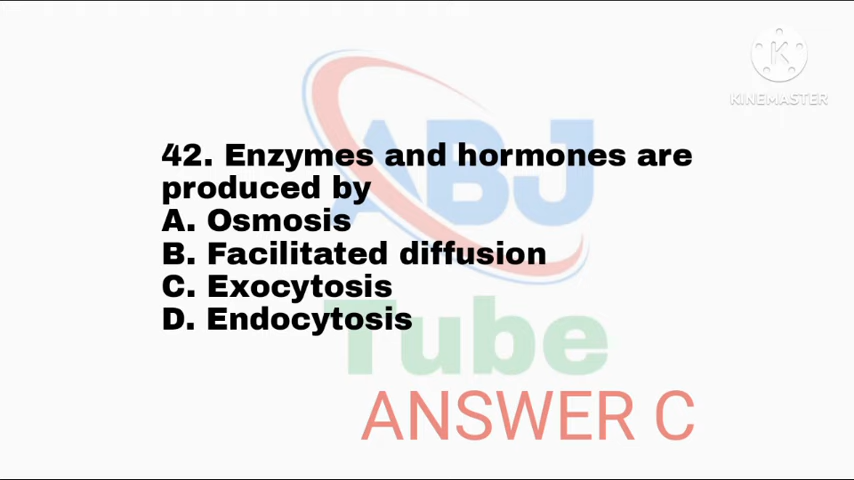 KINEMASTER
42. Enzymes and hormones are
produced by
A. Osmosis
B. Facilitated diffusion
C. Exocytosis
D. Endocytosis
ABJ
Tube
ANSWER C